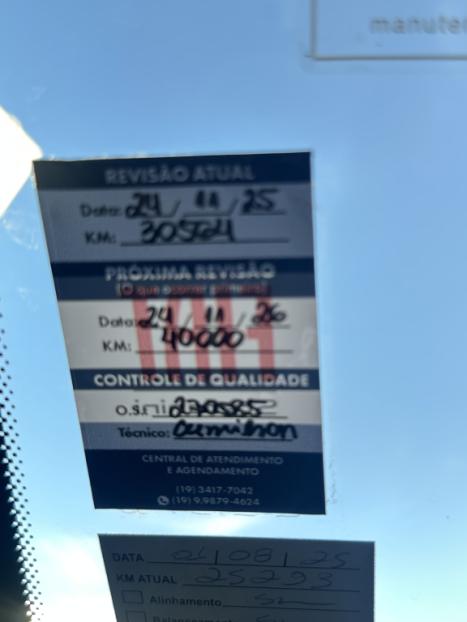 manuten
REVISÃO ATUAL
Data: 24 / 11 / 25
KM: 30564
PRÓXIMA REVISÃO
(O que ocorrer primeiro)
Data: 24 / 11 / 26
KM: 40000
CONTROLE DE QUALIDADE
O.S.
Técnico:
CENTRAL DE ATENDIMENTO
E AGENDAMENTO
(19) 3417-7042
(19) 9.9879-4624
DATA 01 08 25
KM ATUAL 25293
Alinhamento